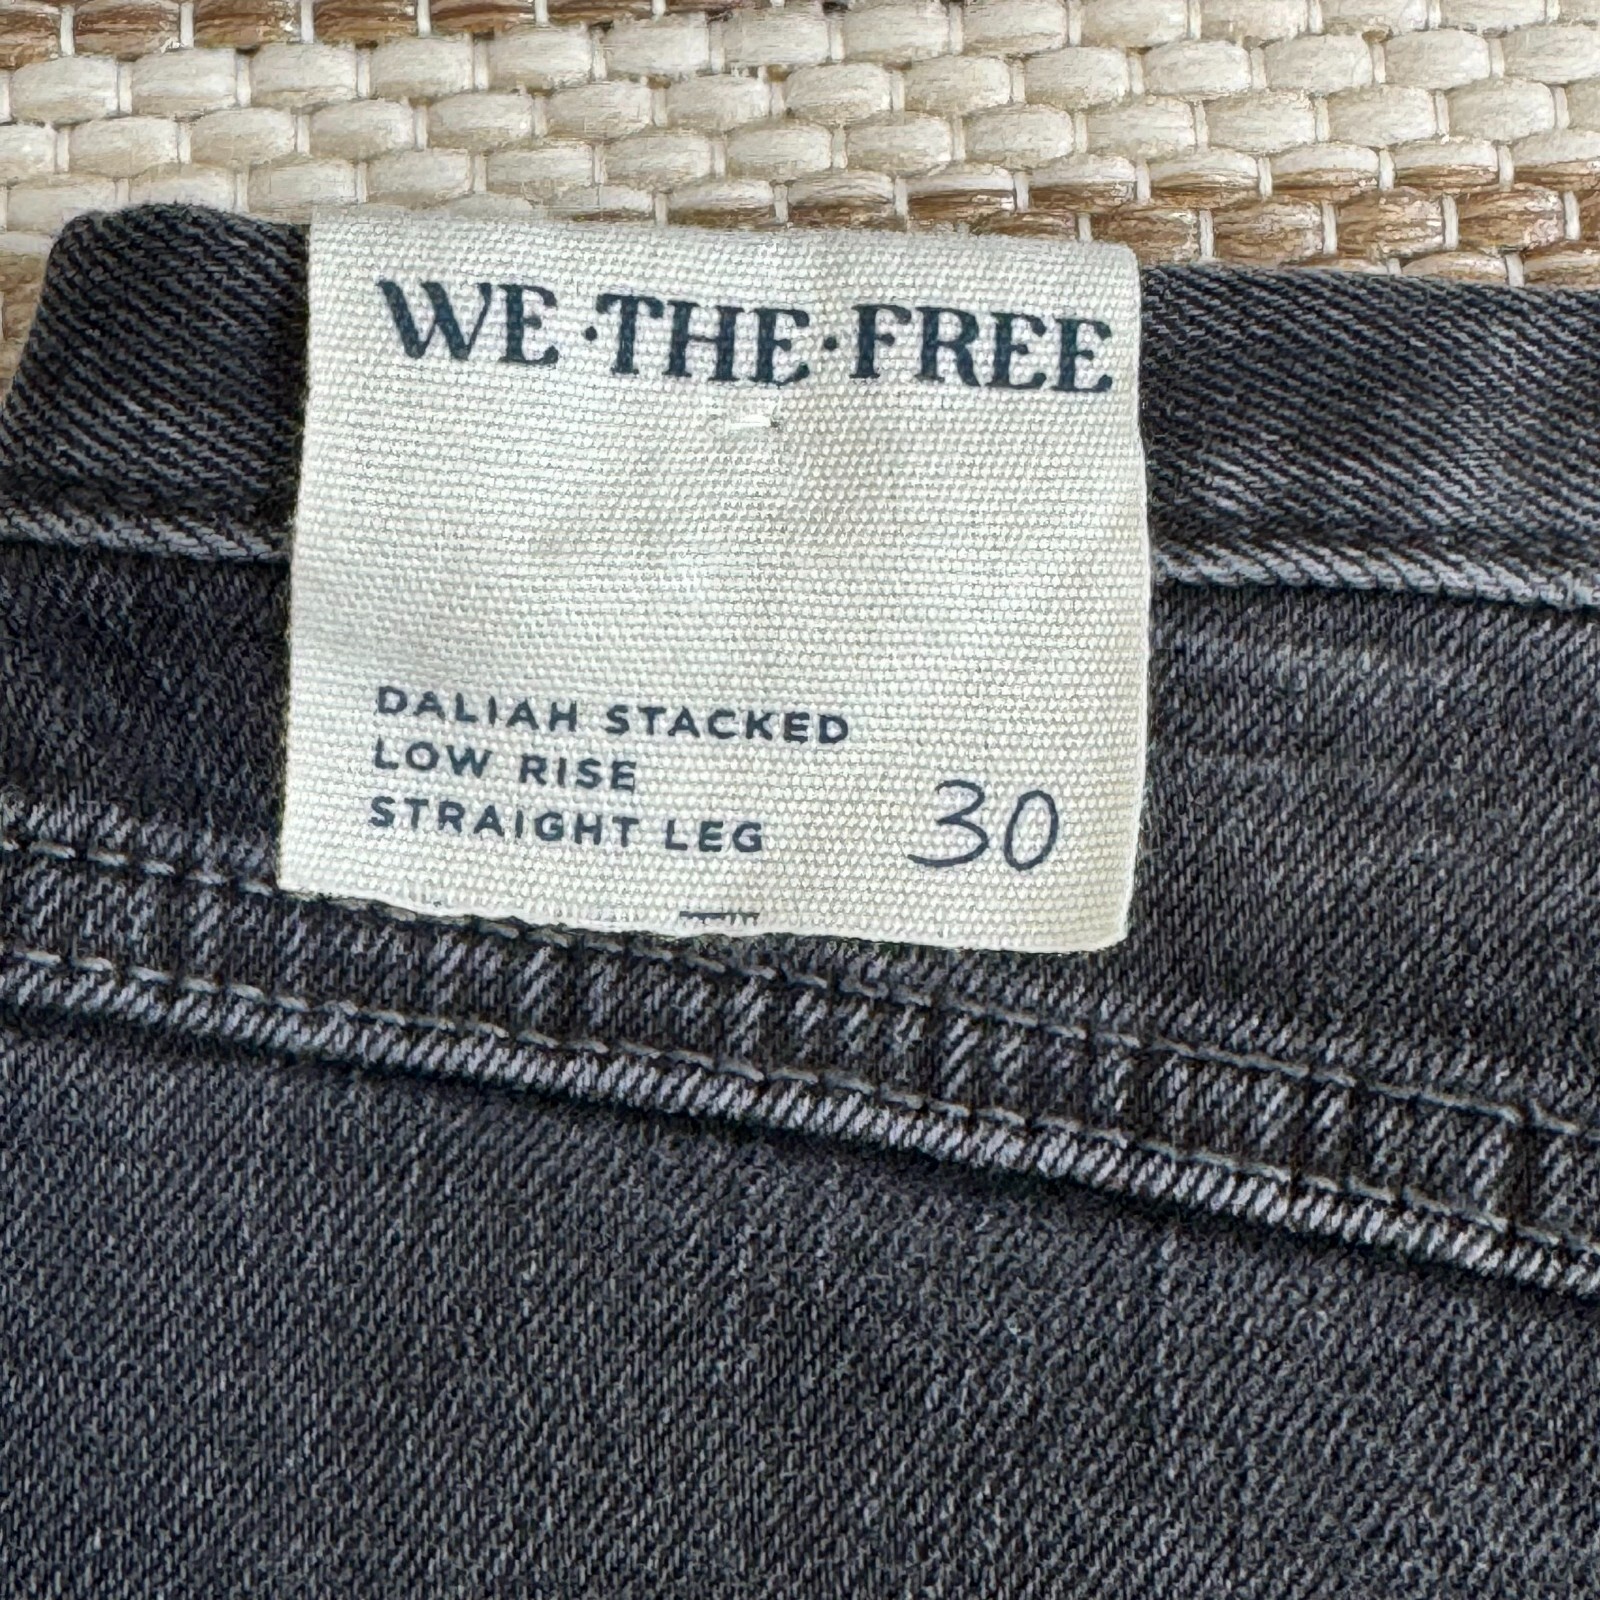 WE·THE·FREE
DALIAH STACKED
LOW RISE
STRAIGHT LEG
30